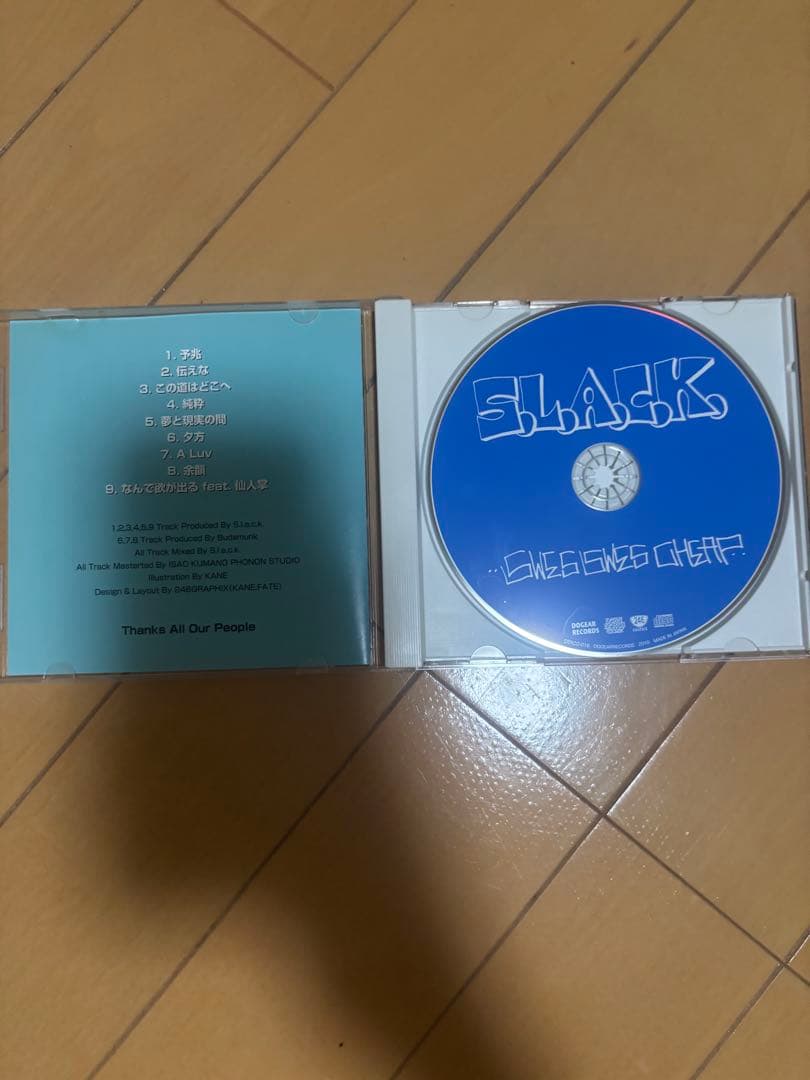 1. 予兆
2. 伝えな
3. この道はどこへ
4. 純粋
5. 夢と現実の間
6. 夕方
7. A Luv
8. 余韻
9. なんで欲が出る feat. 仙人掌
1,2,3,4,5,9 Track Produced By S.l.a.c.k.
6,7,8 Track Produced By Budamunk
All Track Mixed By S.l.a.c.k.
All Track Masterted By ISAO KUMANO PHONON STUDIO
Illustration By KANE
Design & Layout By 246GRAPHIX(KANE,FATE)
Thanks All Our People
S.L.A.C.K.
..SWES SWES CHEAP..
DOGEAR
RECORDS
DOGEARRECORDS
MADE IN JAPAN